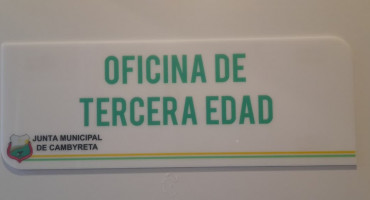 OFICINA DE
TERCERA EDAD
JUNTA MUNICIPAL
DE CAMBYRETA